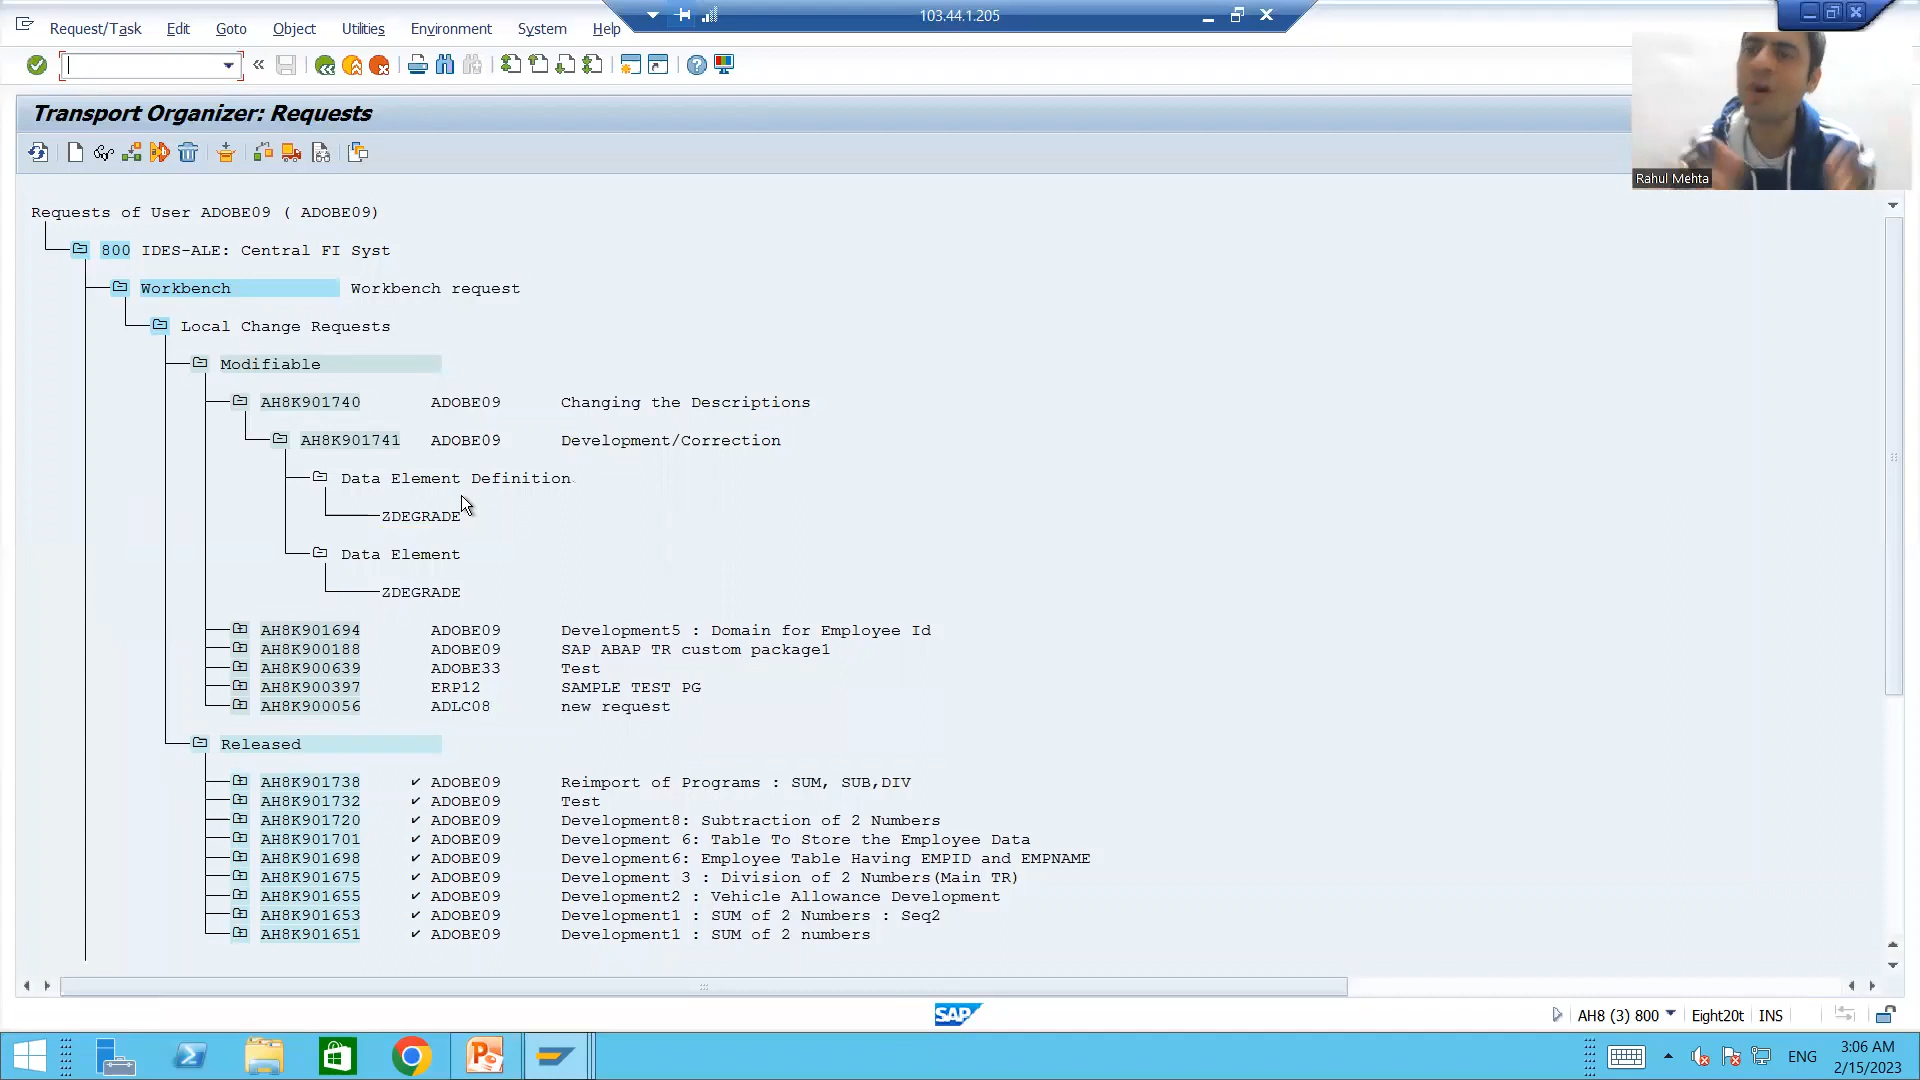 103.44.1.205
Request/Task Edit Goto Object Utilities Environment System Help
Transport Organizer: Requests
Rahul Mehta
Requests of User ADOBE09 ( ADOBE09)
800 IDES-ALE: Central FI Syst
Workbench Workbench request
Local Change Requests
Modifiable
AH8K901740 ADOBE09 Changing the Descriptions
AH8K901741 ADOBE09 Development/Correction
Data Element Definition
ZDEGRADE
Data Element
ZDEGRADE
AH8K901694 ADOBE09 Development5 : Domain for Employee Id
AH8K900188 ADOBE09 SAP ABAP TR custom package1
AH8K900639 ADOBE33 Test
AH8K900397 ERP12 SAMPLE TEST PG
AH8K900056 ADLC08 new request
Released
AH8K901738 ✔ ADOBE09 Reimport of Programs : SUM, SUB,DIV
AH8K901732 ✔ ADOBE09 Test
AH8K901720 ✔ ADOBE09 Development8: Subtraction of 2 Numbers
AH8K901701 ✔ ADOBE09 Development 6: Table To Store the Employee Data
AH8K901698 ✔ ADOBE09 Development6: Employee Table Having EMPID and EMPNAME
AH8K901675 ✔ ADOBE09 Development 3 : Division of 2 Numbers(Main TR)
AH8K901655 ✔ ADOBE09 Development2 : Vehicle Allowance Development
AH8K901653 ✔ ADOBE09 Development1 : SUM of 2 Numbers : Seq2
AH8K901651 ✔ ADOBE09 Development1 : SUM of 2 numbers
SAP
AH8 (3) 800 Eight20t INS
ENG
3:06 AM
2/15/2023